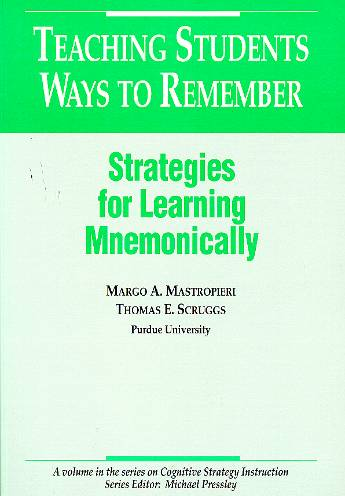 TEACHING STUDENTS
WAYS TO REMEMBER
Strategies
for Learning
Mnemonically
MARGO A. MASTROPIERI
THOMAS E. SCRUGGS
Purdue University
A volume in the series on Cognitive Strategy Instruction
Series Editor: Michael Pressley